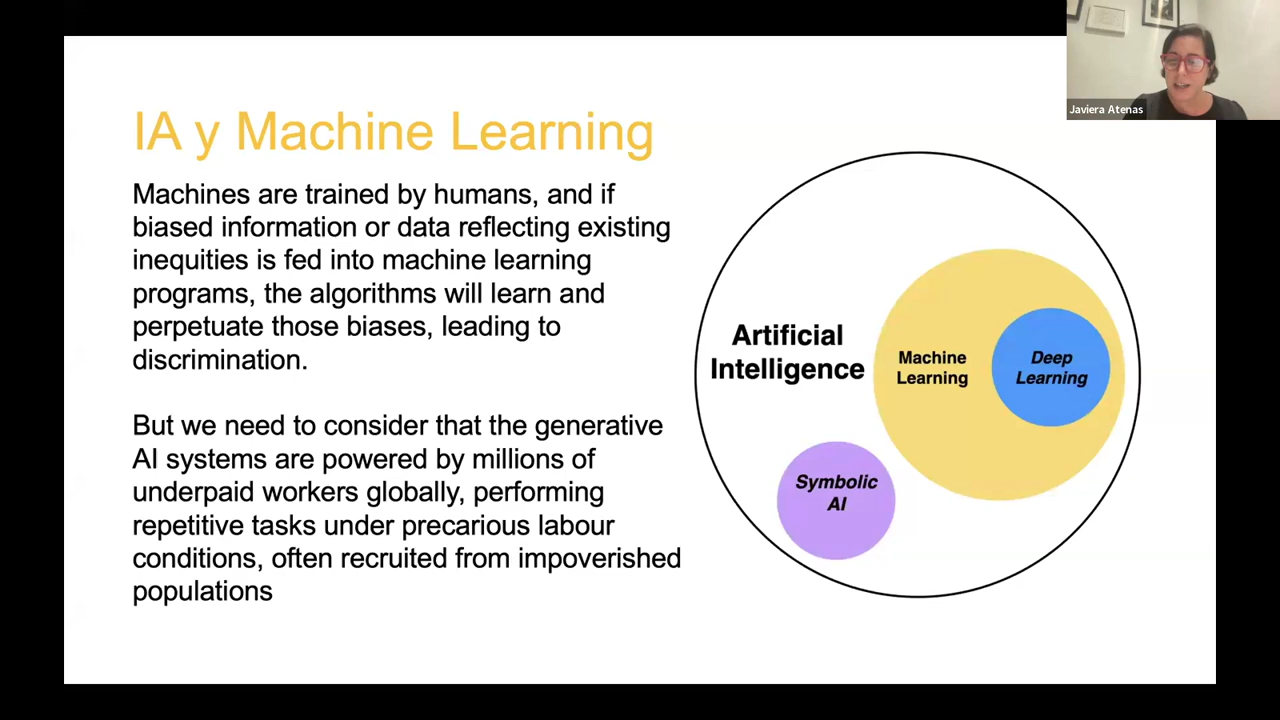 Javiera Atenas
IA y Machine Learning
Machines are trained by humans, and if
biased information or data reflecting existing
inequities is fed into machine learning
programs, the algorithms will learn and
perpetuate those biases, leading to
discrimination.
But we need to consider that the generative
AI systems are powered by millions of
underpaid workers globally, performing
repetitive tasks under precarious labour
conditions, often recruited from impoverished
populations
Artificial
Intelligence
Machine
Learning
Deep
Learning
Symbolic
AI